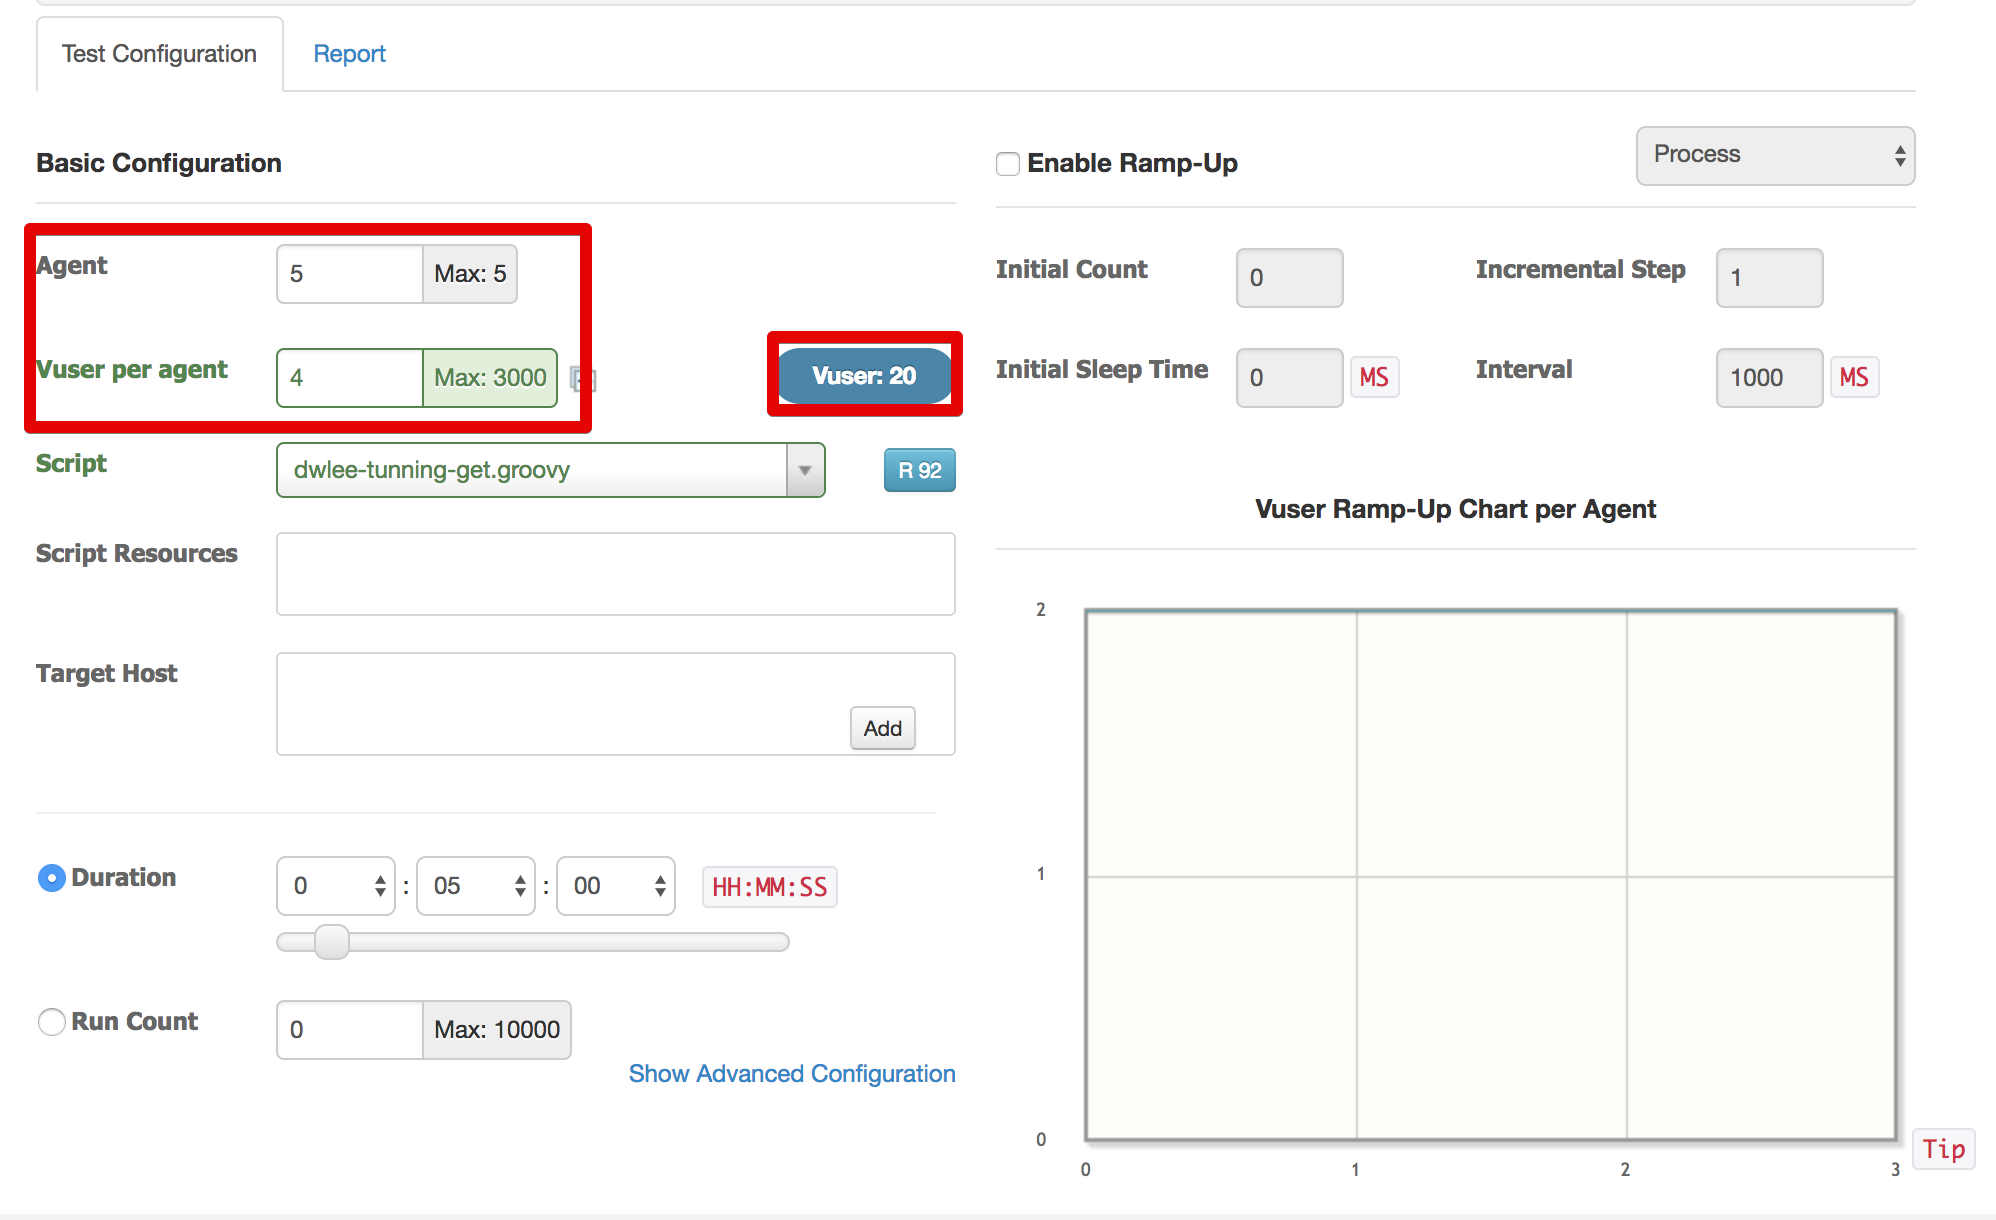 Test Configuration
Report
Basic Configuration
Enable Ramp-Up
Process
Agent
5
Max: 5
Vuser per agent
4
Max: 3000
Vuser: 20
Script
dwlee-tunning-get.groovy
R 92
Script Resources
Target Host
Add
Duration
0 : 05 : 00
HH:MM:SS
Run Count
0
Max: 10000
Show Advanced Configuration
Initial Count
0
Incremental Step
1
Initial Sleep Time
0
MS
Interval
1000
MS
Vuser Ramp-Up Chart per Agent
2
1
0
0 1 2 3
Tip